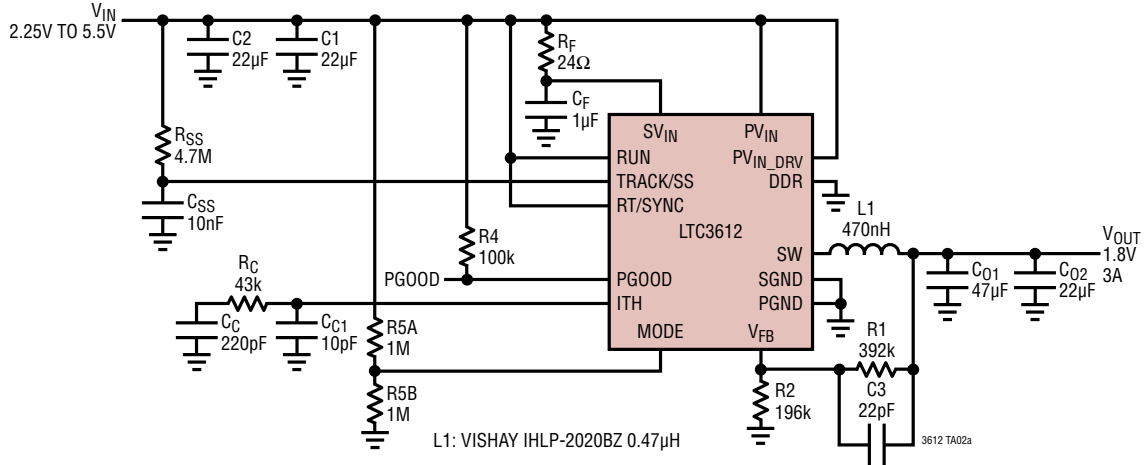 VIN
2.25V TO 5.5V
C2
22µF
C1
22µF
RF
24Ω
CF
1µF
RSS
4.7M
CSS
10nF
SVIN
PVIN
RUN
PVIN_DRV
TRACK/SS
DDR
RT/SYNC
LTC3612
L1
470nH
SW
VOUT
1.8V
3A
R4
100k
PGOOD
PGOOD
SGND
ITH
PGND
MODE
VFB
RC
43k
CC
220pF
CC1
10pF
R5A
1M
R5B
1M
CO1
47µF
CO2
22µF
R1
392k
C3
22pF
R2
196k
L1: VISHAY IHLP-2020BZ 0.47µH
3612 TA02a